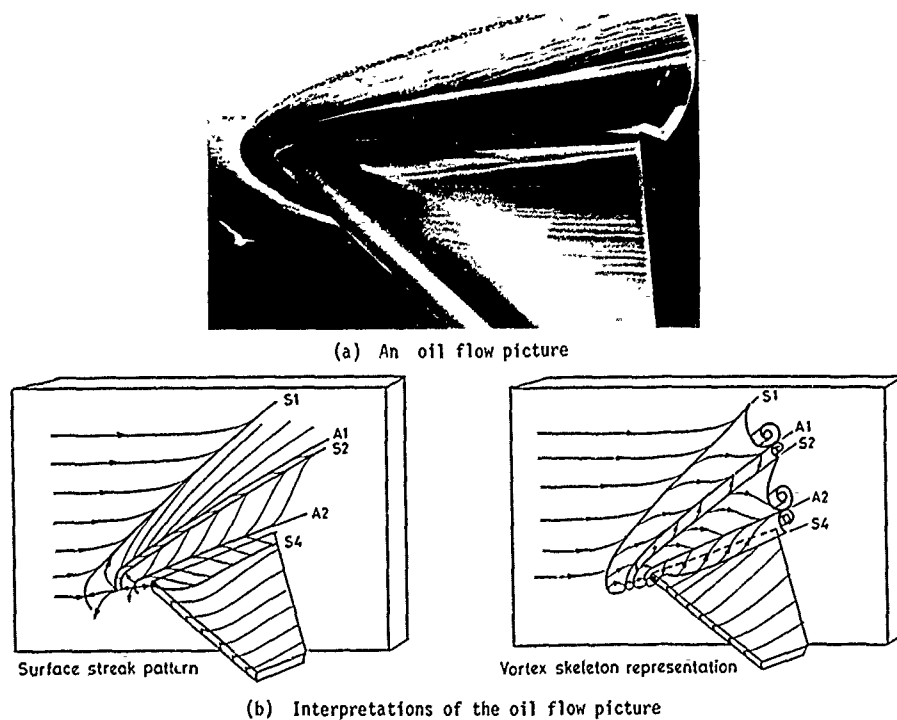 (a) An oil flow picture
S1
A1
S2
A2
S4
Surface streak pattern
S1
A1
S2
A2
S4
Vortex skeleton representation
(b) Interpretations of the oil flow picture